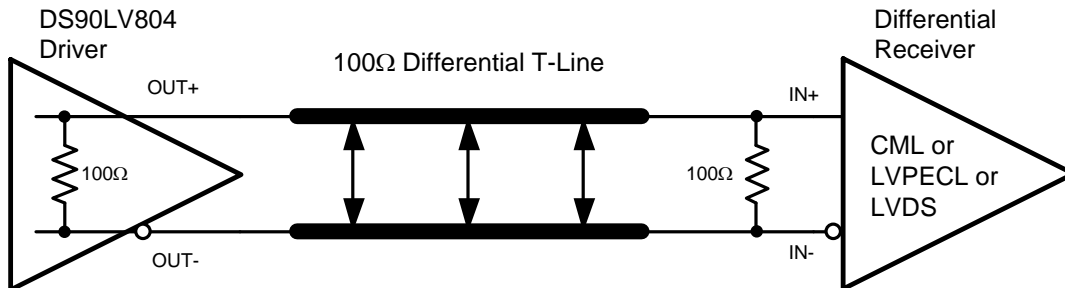 DS90LV804
Driver
100Ω Differential T-Line
Differential
Receiver
OUT+
IN+
100Ω
100Ω
CML or
LVPECL or
LVDS
OUT-
IN-